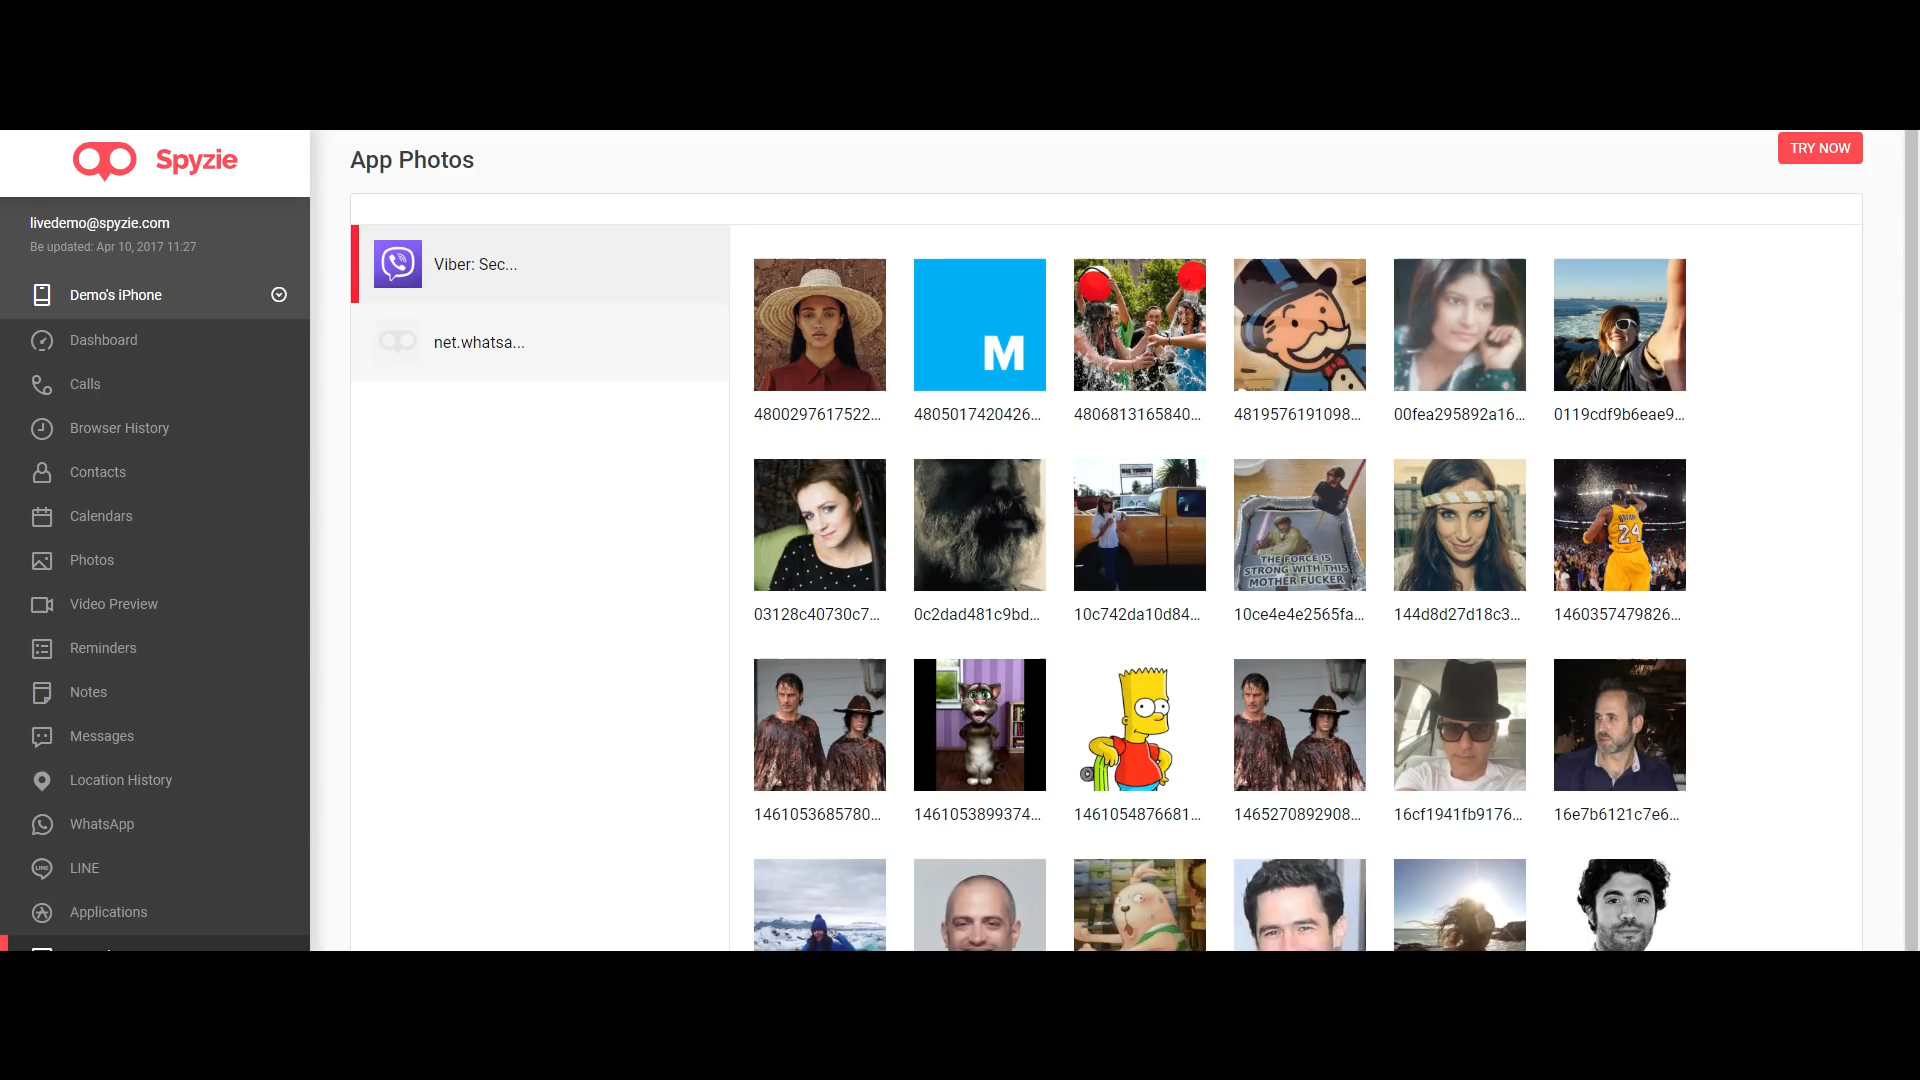 Spyzie
livedemo@spyzie.com
Be updated: Apr 10, 2017 11:27
Demo's iPhone
Dashboard
Calls
Browser History
Contacts
Calendars
Photos
Video Preview
Reminders
Notes
Messages
Location History
WhatsApp
LINE
Applications
App Photos
TRY NOW
Viber: Sec...
net.whatsa...
M
4800297617522...
4805017420426...
4806813165840...
4819576191098...
00fea295892a16...
0119cdf9b6eae9...
THE FORCE IS
STRONG WITH THIS
MOTHER FUCKER
24
03128c40730c7...
0c2dad481c9bd...
10c742da10d84...
10ce4e4e2565fa...
144d8d27d18c3...
1460357479826...
1461053685780...
1461053899374...
1461054876681...
1465270892908...
16cf1941fb9176...
16e7b6121c7e6...